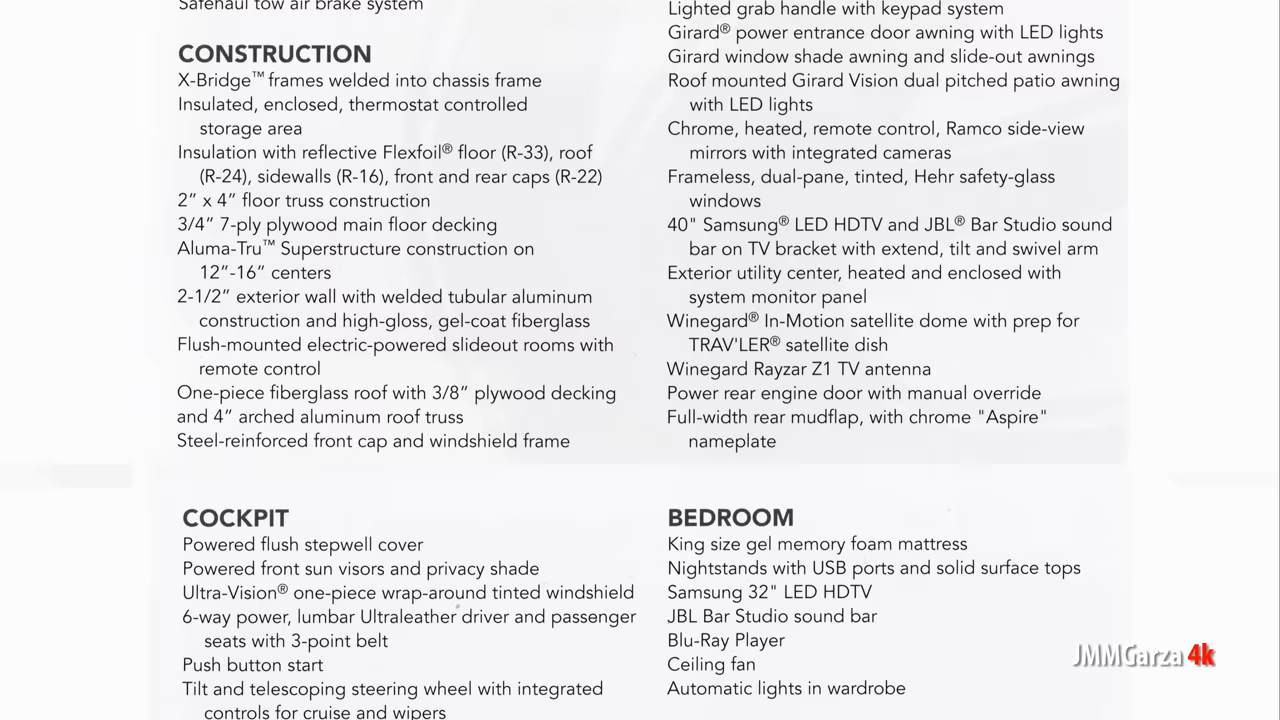 Safehaul tow air brake system
CONSTRUCTION
X-Bridge™ frames welded into chassis frame
Insulated, enclosed, thermostat controlled
storage area
Insulation with reflective Flexfoil® floor (R-33), roof
(R-24), sidewalls (R-16), front and rear caps (R-22)
2” x 4” floor truss construction
3/4” 7-ply plywood main floor decking
Aluma-Tru™ Superstructure construction on
12”-16” centers
2-1/2” exterior wall with welded tubular aluminum
construction and high-gloss, gel-coat fiberglass
Flush-mounted electric-powered slideout rooms with
remote control
One-piece fiberglass roof with 3/8” plywood decking
and 4” arched aluminum roof truss
Steel-reinforced front cap and windshield frame
Lighted grab handle with keypad system
Girard® power entrance door awning with LED lights
Girard window shade awning and slide-out awnings
Roof mounted Girard Vision dual pitched patio awning
with LED lights
Chrome, heated, remote control, Ramco side-view
mirrors with integrated cameras
Frameless, dual-pane, tinted, Hehr safety-glass
windows
40" Samsung® LED HDTV and JBL® Bar Studio sound
bar on TV bracket with extend, tilt and swivel arm
Exterior utility center, heated and enclosed with
system monitor panel
Winegard® In-Motion satellite dome with prep for
TRAV'LER® satellite dish
Winegard Rayzar Z1 TV antenna
Power rear engine door with manual override
Full-width rear mudflap, with chrome "Aspire"
nameplate
COCKPIT
Powered flush stepwell cover
Powered front sun visors and privacy shade
Ultra-Vision® one-piece wrap-around tinted windshield
6-way power, lumbar Ultraleather driver and passenger
seats with 3-point belt
Push button start
Tilt and telescoping steering wheel with integrated
controls for cruise and wipers
BEDROOM
King size gel memory foam mattress
Nightstands with USB ports and solid surface tops
Samsung 32" LED HDTV
JBL Bar Studio sound bar
Blu-Ray Player
Ceiling fan
Automatic lights in wardrobe
JMMGarza 4k